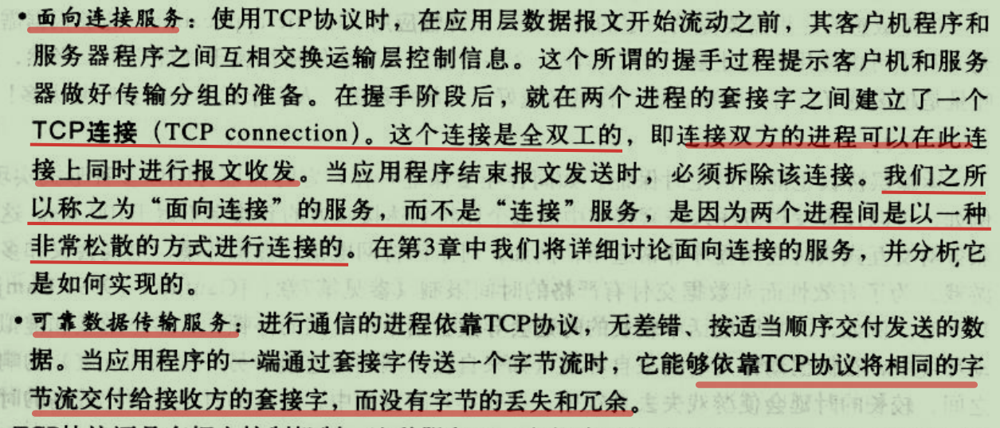 • 面向连接服务：使用TCP协议时，在应用层数据报文开始流动之前，其客户机程序和
服务器程序之间互相交换运输层控制信息。这个所谓的握手过程提示客户机和服务
器做好传输分组的准备。在握手阶段后，就在两个进程的套接字之间建立了一个
TCP连接（TCP connection）。这个连接是全双工的，即连接双方的进程可以在此连
接上同时进行报文收发。当应用程序结束报文发送时，必须拆除该连接。我们之所
以称之为“面向连接”的服务，而不是“连接”服务，是因为两个进程间是以一种
非常松散的方式进行连接的。在第3章中我们将详细讨论面向连接的服务，并分析它
是如何实现的。
• 可靠数据传输服务：进行通信的进程依靠TCP协议，无差错、按适当顺序交付发送的数
据。当应用程序的一端通过套接字传送一个字节流时，它能够依靠TCP协议将相同的字
节流交付给接收方的套接字，而没有字节的丢失和冗余。